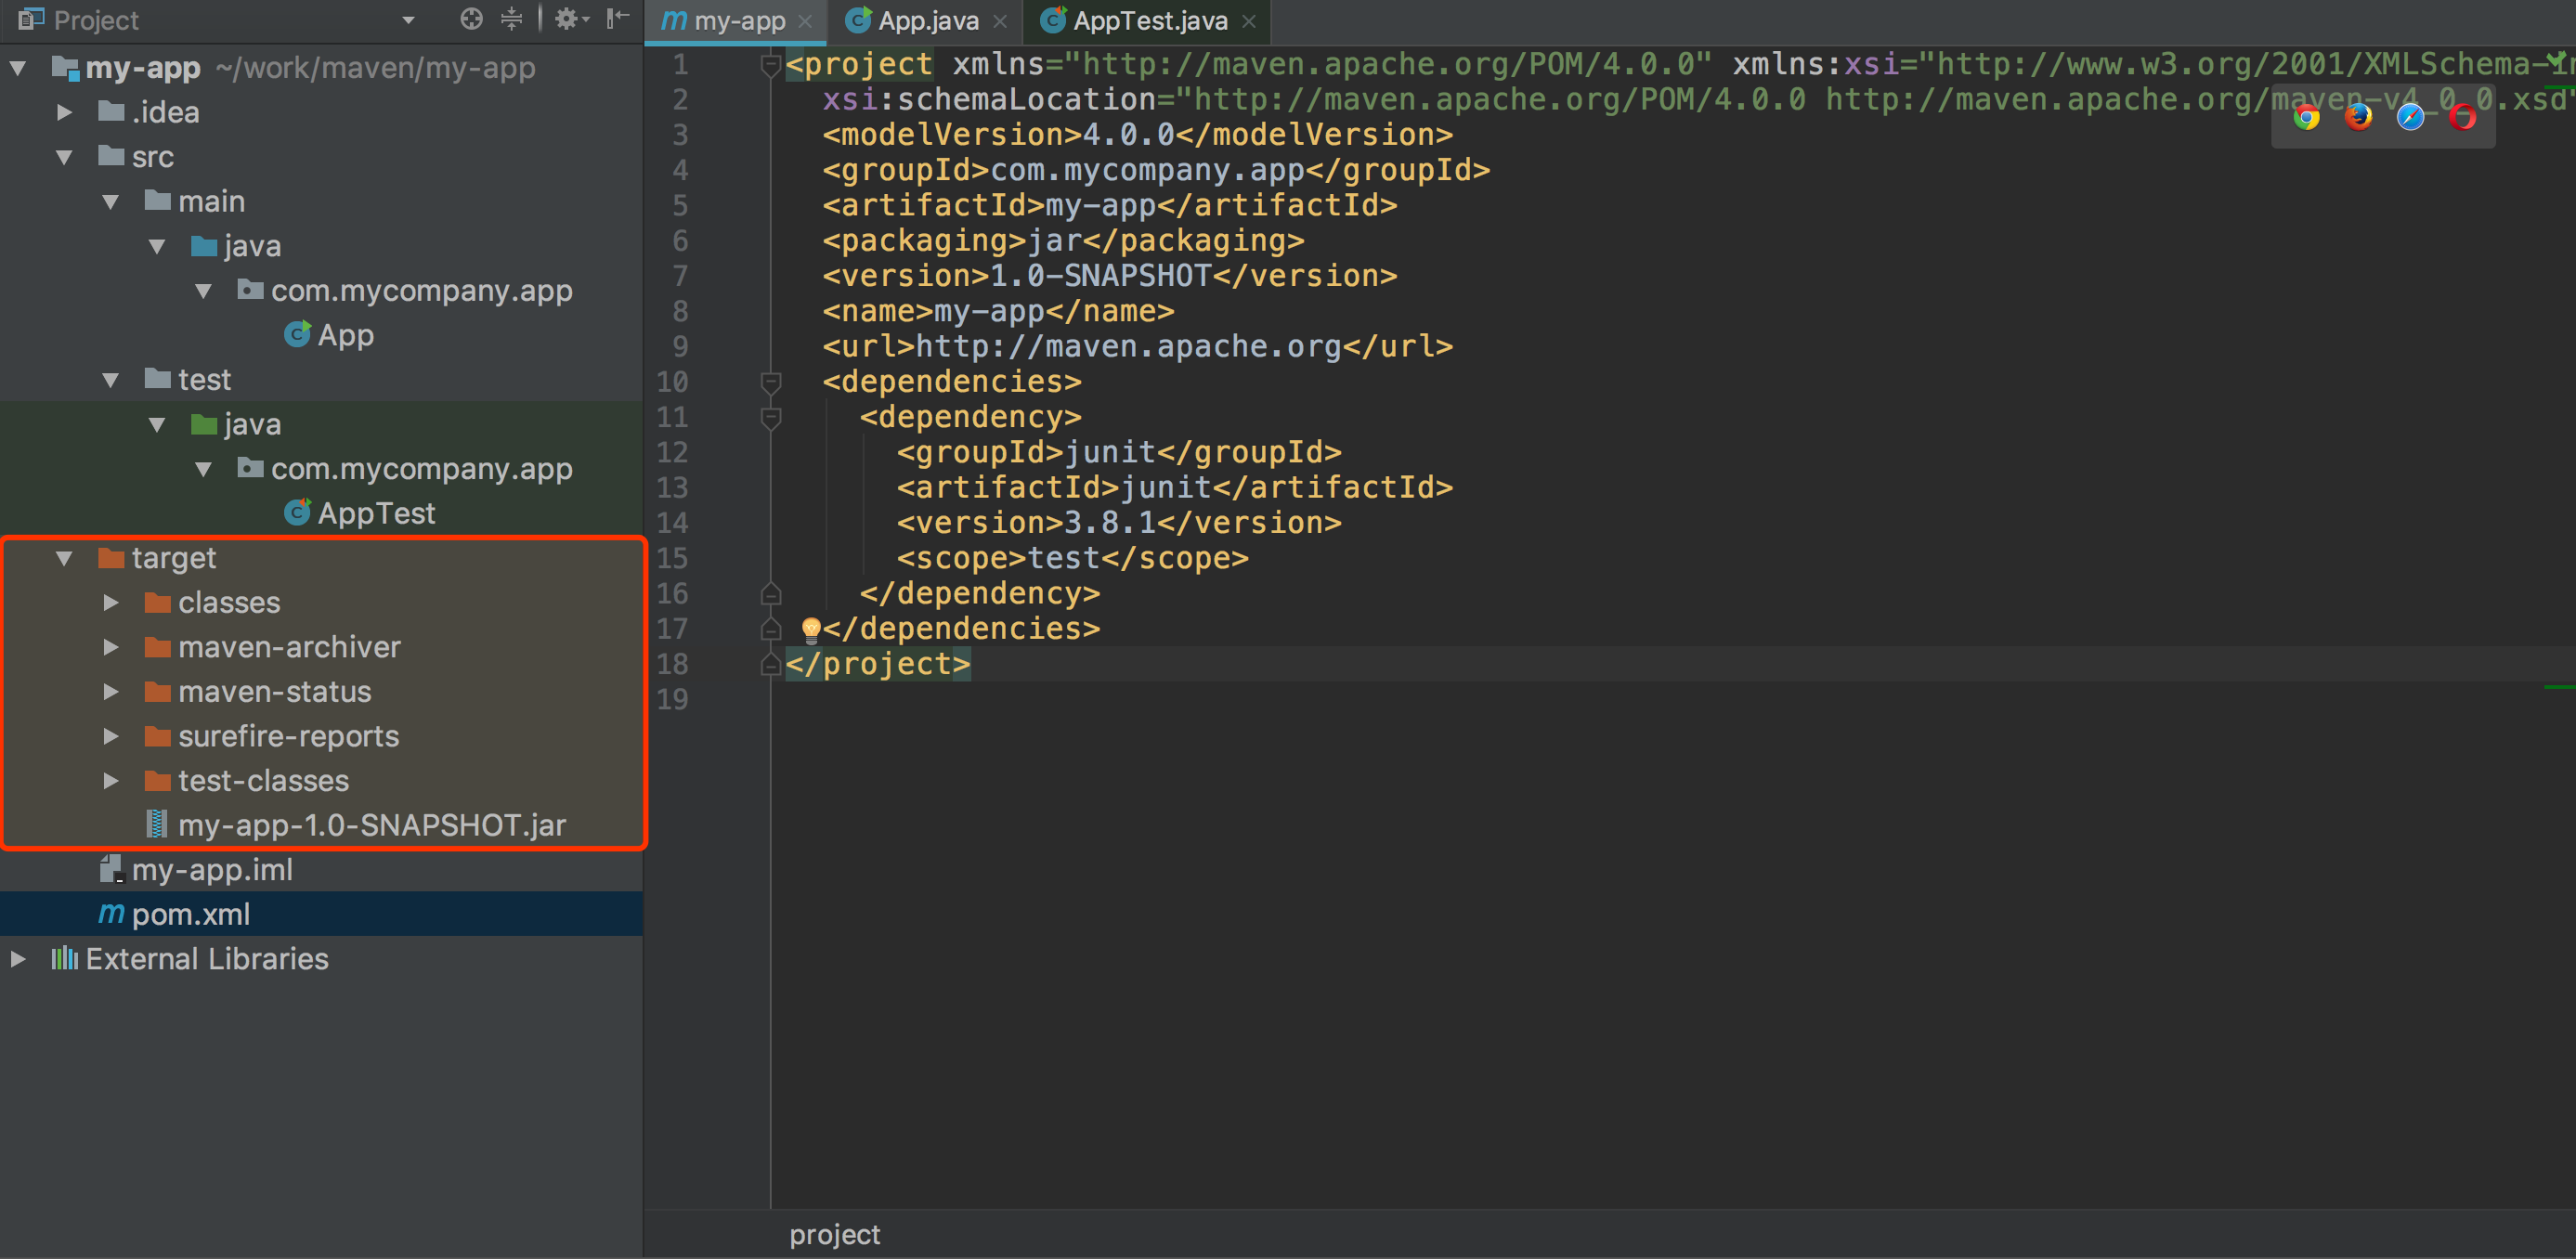 Project
my-app ~/work/maven/my-app
.idea
src
main
java
com.mycompany.app
App
test
java
com.mycompany.app
AppTest
target
classes
maven-archiver
maven-status
surefire-reports
test-classes
my-app-1.0-SNAPSHOT.jar
my-app.iml
pom.xml
External Libraries
my-app App.java AppTest.java
1 <project xmlns="http://maven.apache.org/POM/4.0.0" xmlns:xsi="http://www.w3.org/2001/XMLSchema-in
2 xsi:schemaLocation="http://maven.apache.org/POM/4.0.0 http://maven.apache.org/maven-v4_0_0.xsd"
3 <modelVersion>4.0.0</modelVersion>
4 <groupId>com.mycompany.app</groupId>
5 <artifactId>my-app</artifactId>
6 <packaging>jar</packaging>
7 <version>1.0-SNAPSHOT</version>
8 <name>my-app</name>
9 <url>http://maven.apache.org</url>
10 <dependencies>
11 <dependency>
12 <groupId>junit</groupId>
13 <artifactId>junit</artifactId>
14 <version>3.8.1</version>
15 <scope>test</scope>
16 </dependency>
17 </dependencies>
18 </project>
19
project